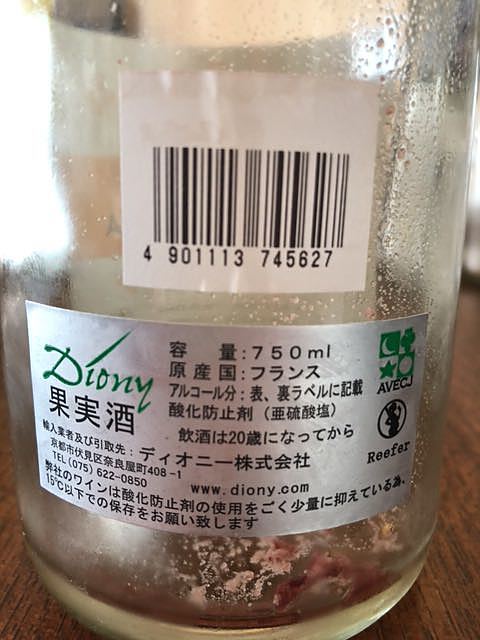 4 901113 745627
Diony
果実酒
容　量:750ml
原産国:フランス
アルコール分:表、裏ラベルに記載
酸化防止剤(亜硫酸塩)
飲酒は20歳になってから
AVECJ
Reefer
輸入業者及び引取先:ディオニー株式会社
京都市伏見区奈良屋町408-1
TEL(075)622-0850
www.diony.com
弊社のワインは酸化防止剤の使用をごく少量に抑えている為、
15℃以下での保存をお願い致します